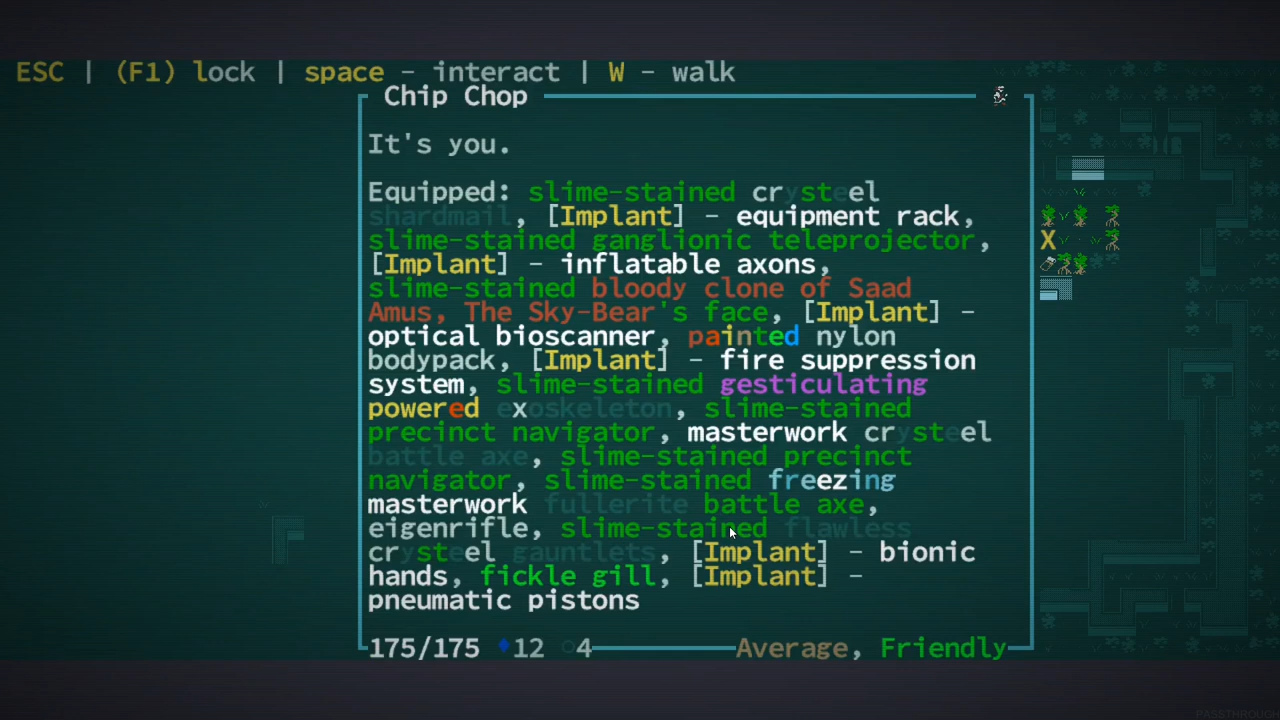 ESC | (F1) lock | space - interact | W - walk
Chip Chop
It's you.
Equipped: slime-stained crysteel
shardmail, [Implant] - equipment rack,
slime-stained ganglionic teleprojector,
[Implant] - inflatable axons,
slime-stained bloody clone of Saad
Amus, The Sky-Bear's face, [Implant] -
optical bioscanner, painted nylon
bodypack, [Implant] - fire suppression
system, slime-stained gesticulating
powered exoskeleton, slime-stained
precinct navigator, masterwork crysteel
battle axe, slime-stained precinct
navigator, slime-stained freezing
masterwork fullerite battle axe,
eigenrifle, slime-stained flawless
crysteel gauntlets, [Implant] - bionic
hands, fickle gill, [Implant] -
pneumatic pistons
175/175 ♦12 ○4 Average, Friendly
PASSTHROUGH